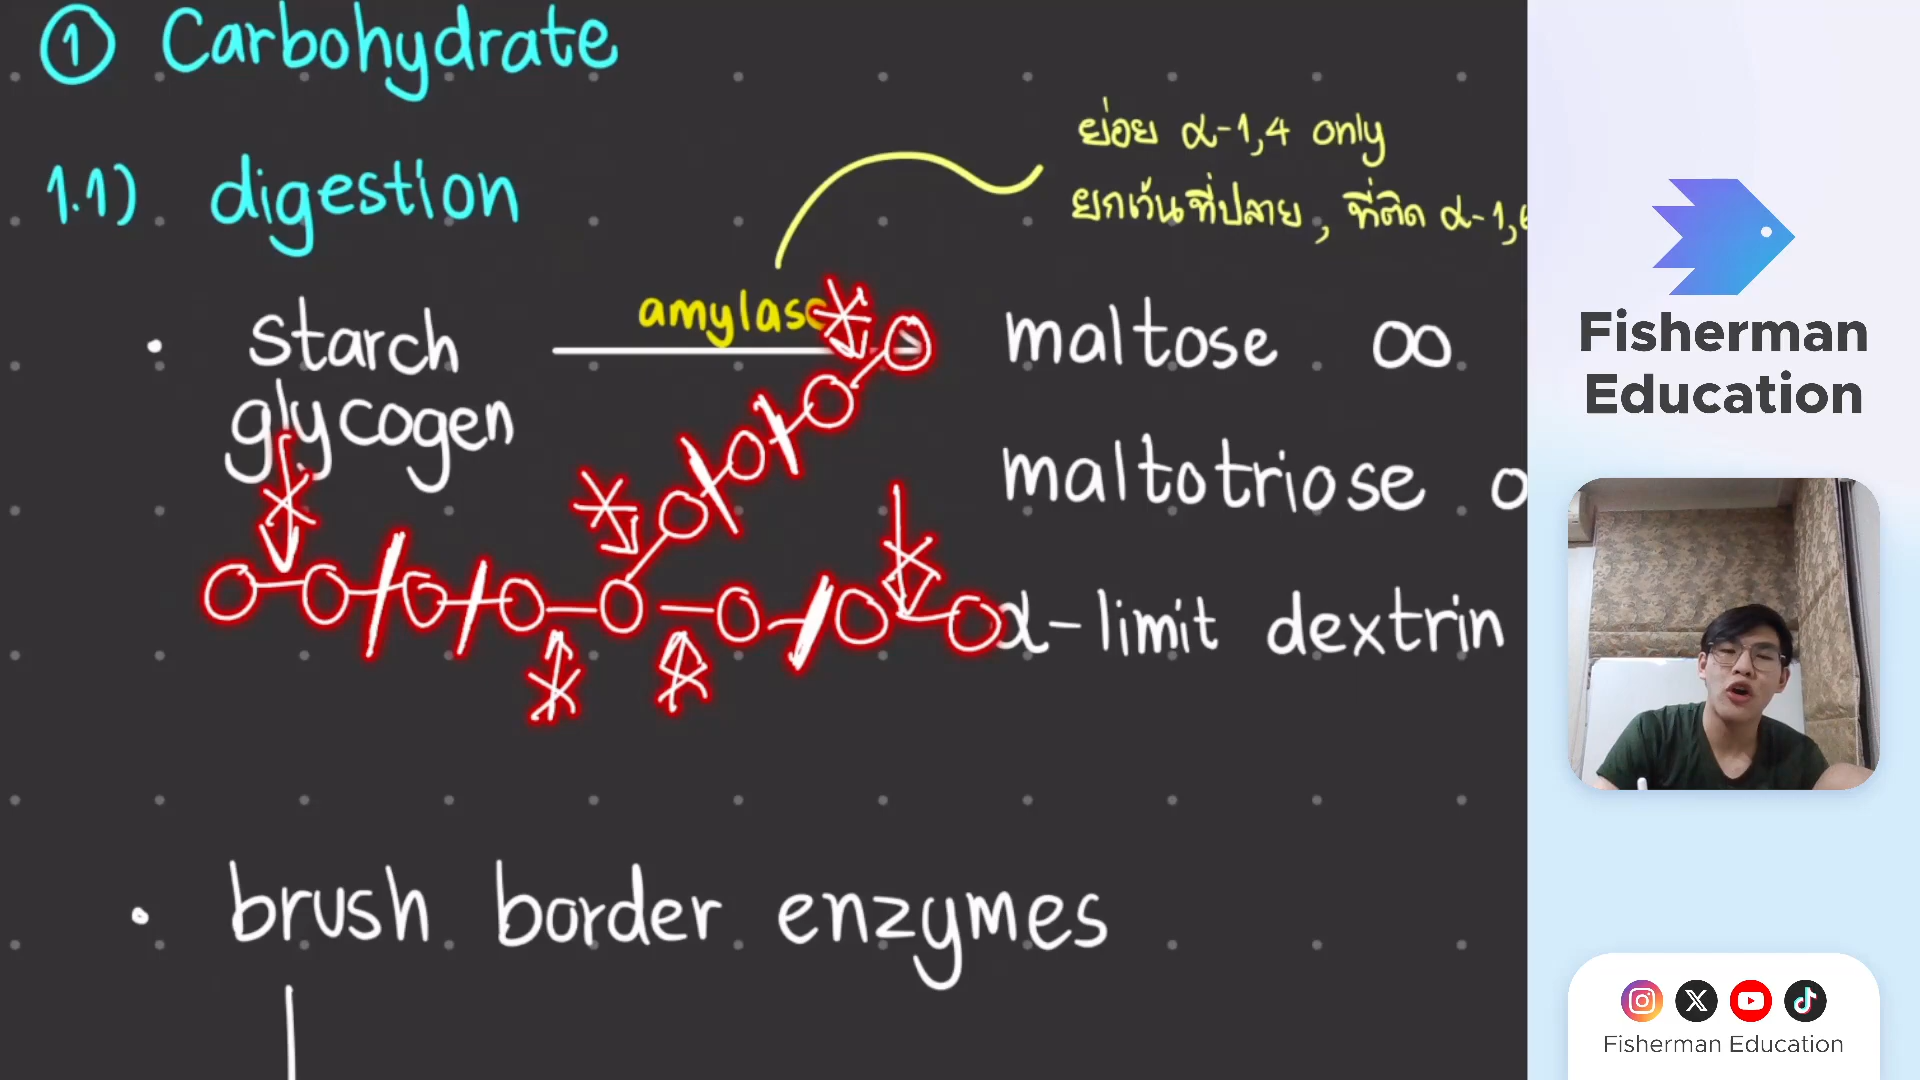 ① Carbohydrate
1.1) digestion
ย่อย α-1,4 only
ยกเว้นที่ปลาย, ที่ติด α-1,6
• starch
glycogen
amylase
maltose
maltotriose
α-limit dextrin
• brush border enzymes
Fisherman
Education
Fisherman Education